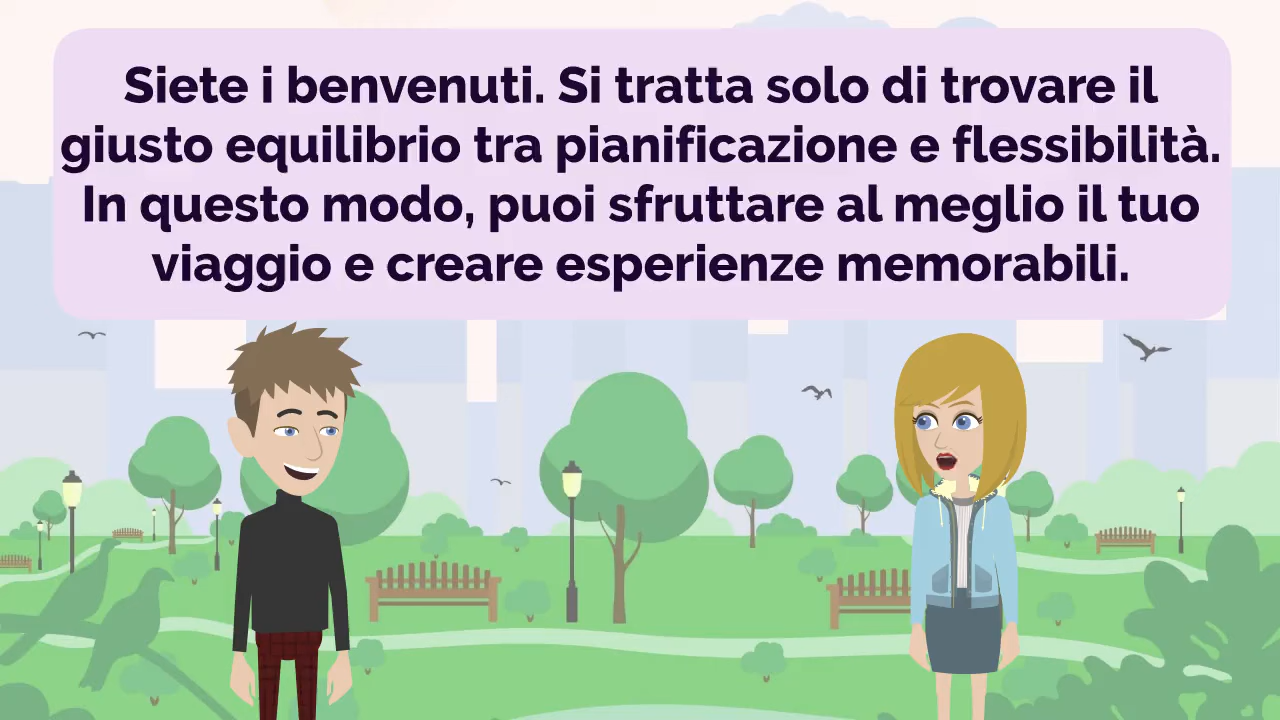 Siete i benvenuti. Si tratta solo di trovare il
giusto equilibrio tra pianificazione e flessibilità.
In questo modo, puoi sfruttare al meglio il tuo
viaggio e creare esperienze memorabili.